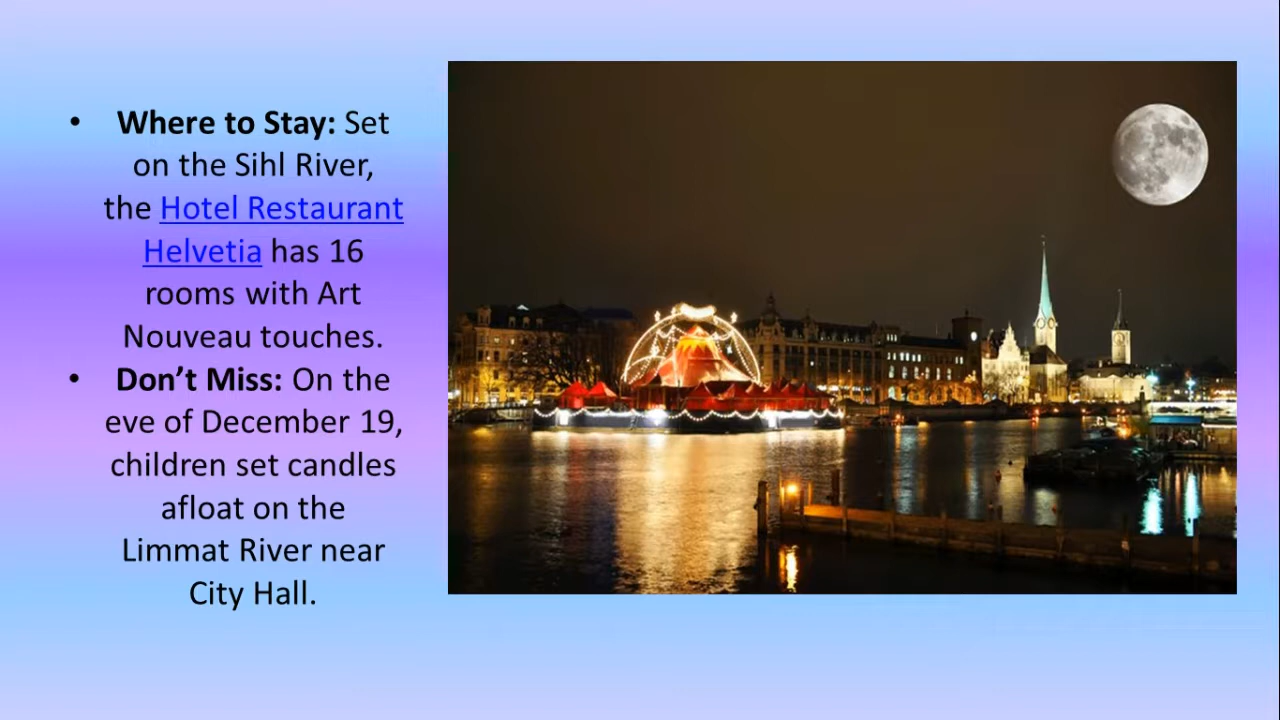 • Where to Stay: Set
on the Sihl River,
the Hotel Restaurant
Helvetia has 16
rooms with Art
Nouveau touches.
• Don’t Miss: On the
eve of December 19,
children set candles
afloat on the
Limmat River near
City Hall.